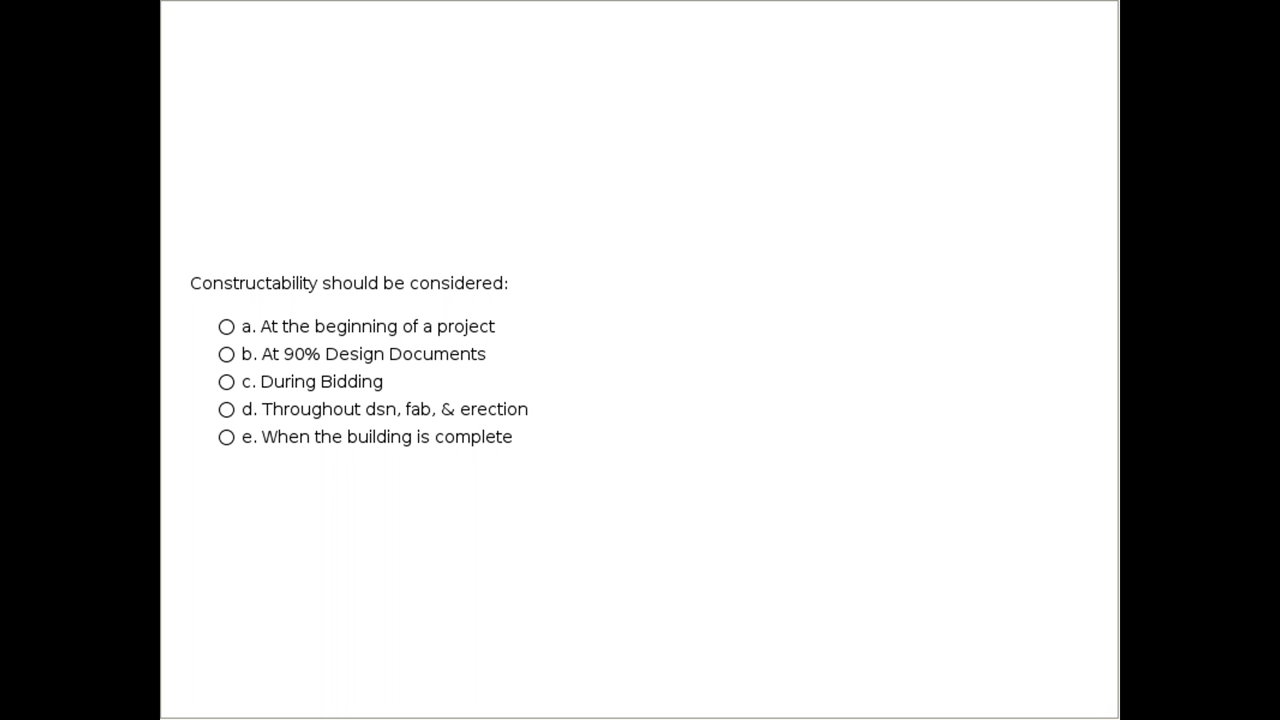 Constructability should be considered:
a. At the beginning of a project
b. At 90% Design Documents
c. During Bidding
d. Throughout dsn, fab, & erection
e. When the building is complete